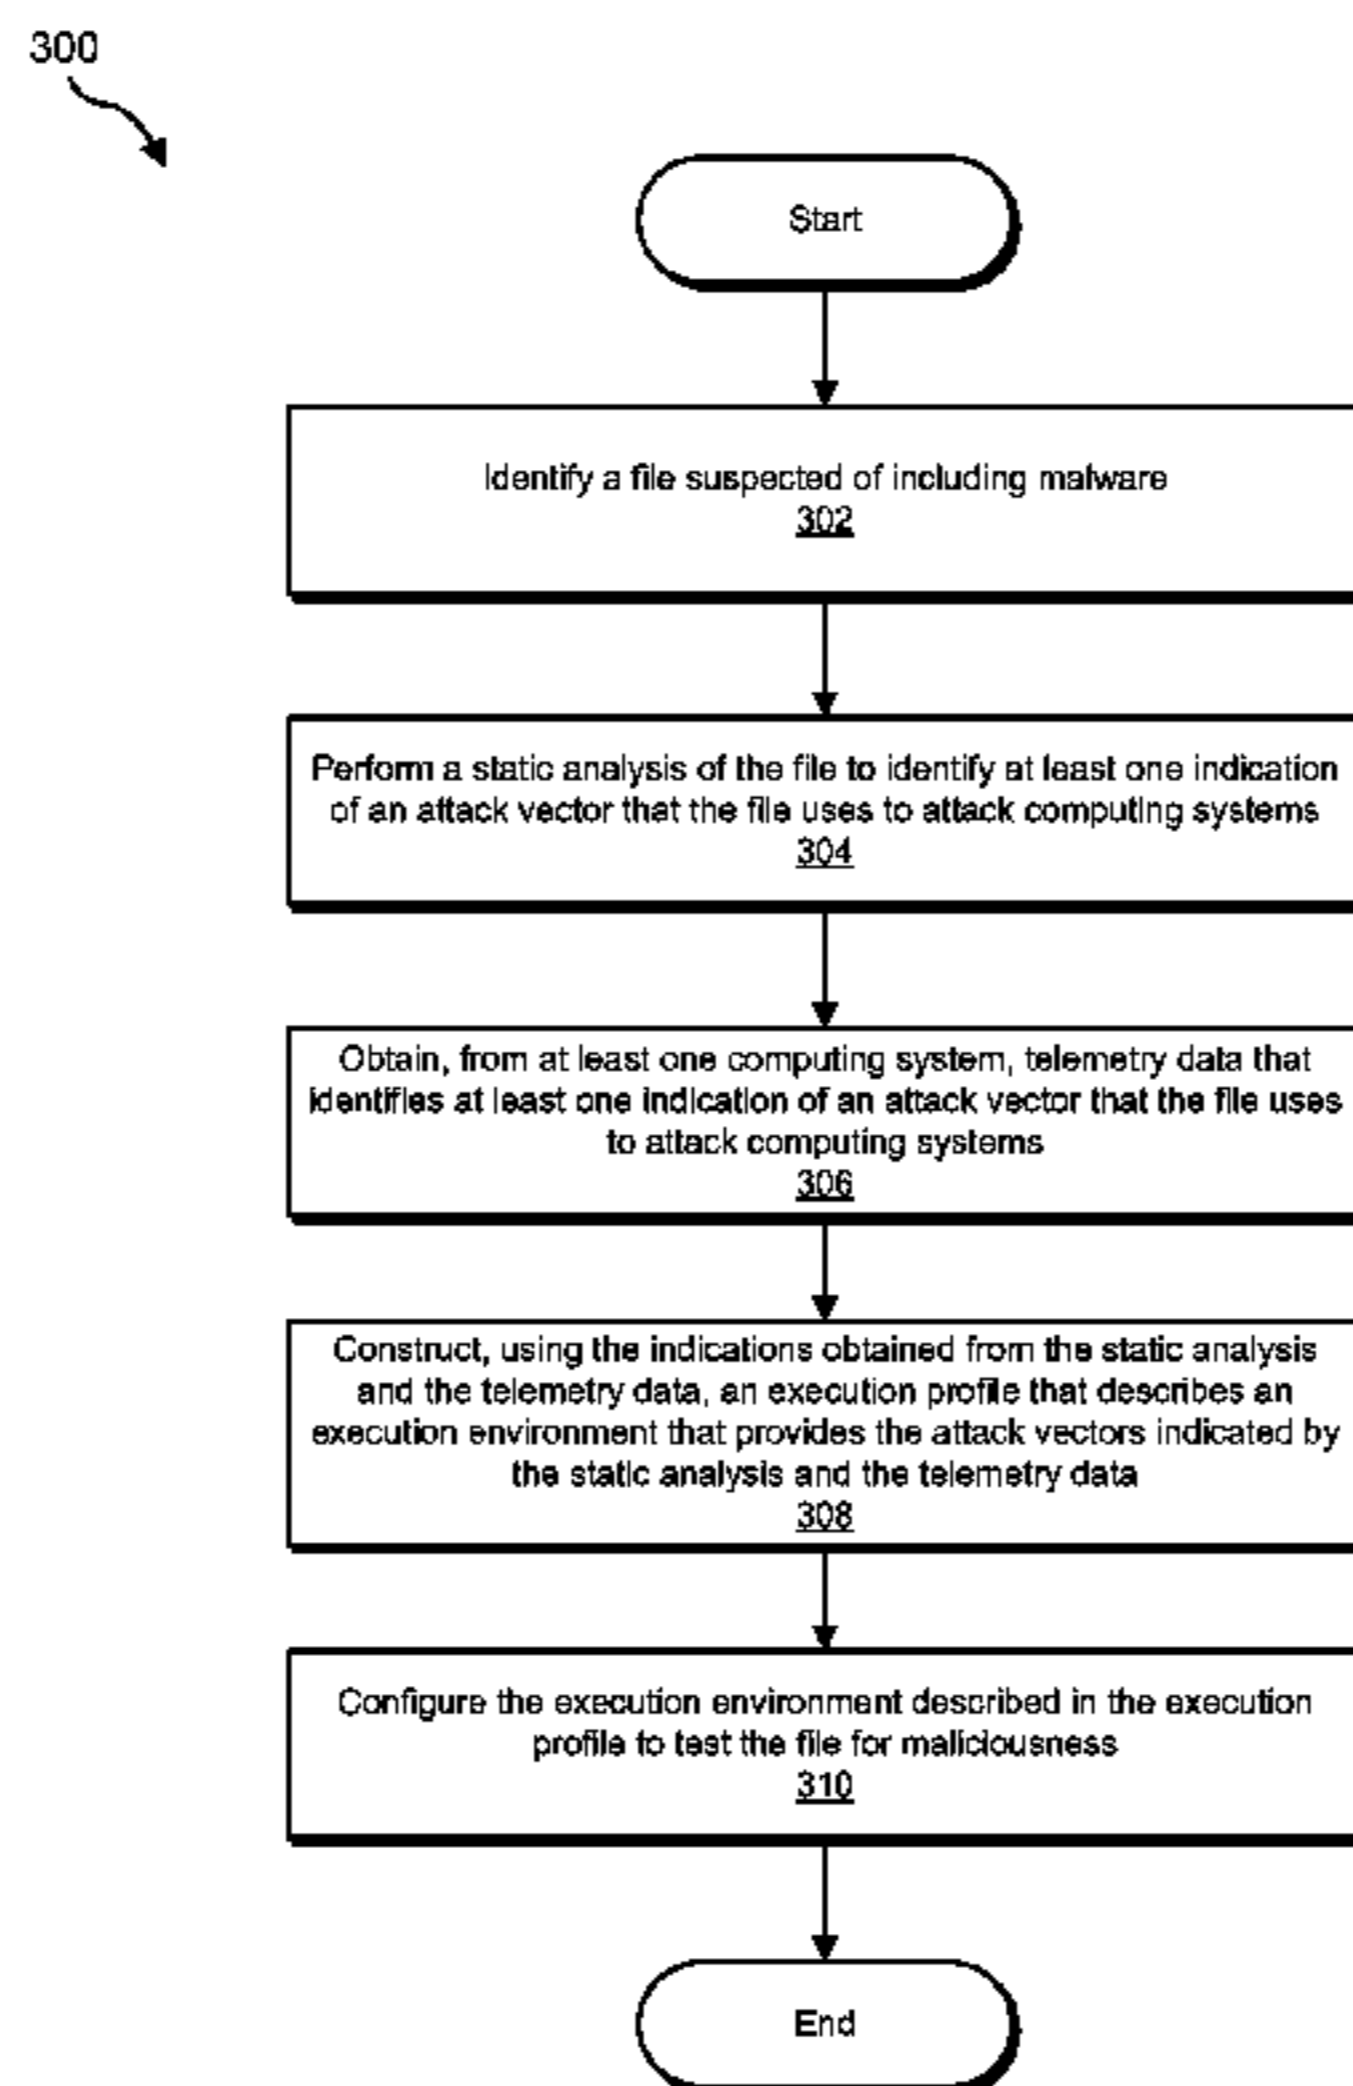 300
Start
Identify a file suspected of including malware
302
Perform a static analysis of the file to identify at least one indication
of an attack vector that the file uses to attack computing systems
304
Obtain, from at least one computing system, telemetry data that
identifies at least one indication of an attack vector that the file uses
to attack computing systems
306
Construct, using the indications obtained from the static analysis
and the telemetry data, an execution profile that describes an
execution environment that provides the attack vectors indicated by
the static analysis and the telemetry data
308
Configure the execution environment described in the execution
profile to test the file for maliciousness
310
End